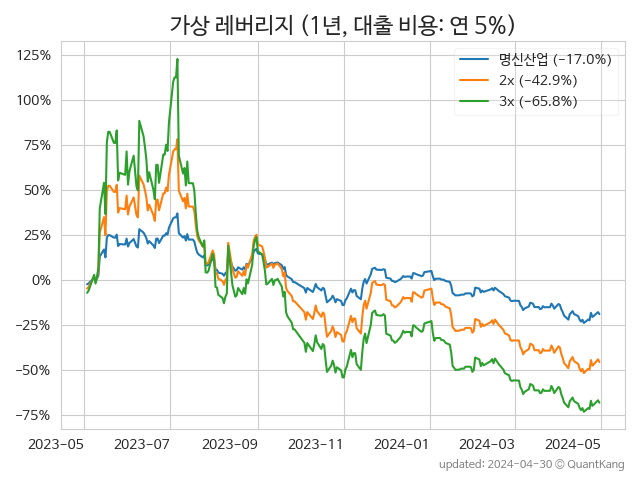 가상 레버리지 (1년, 대출 비용: 연 5%)
명신산업 (−17.0%)
2x (−42.9%)
3x (−65.8%)
125%
100%
75%
50%
25%
0%
−25%
−50%
−75%
2023-05 2023-07 2023-09 2023-11 2024-01 2024-03 2024-05
updated: 2024-04-30 © QuantKang